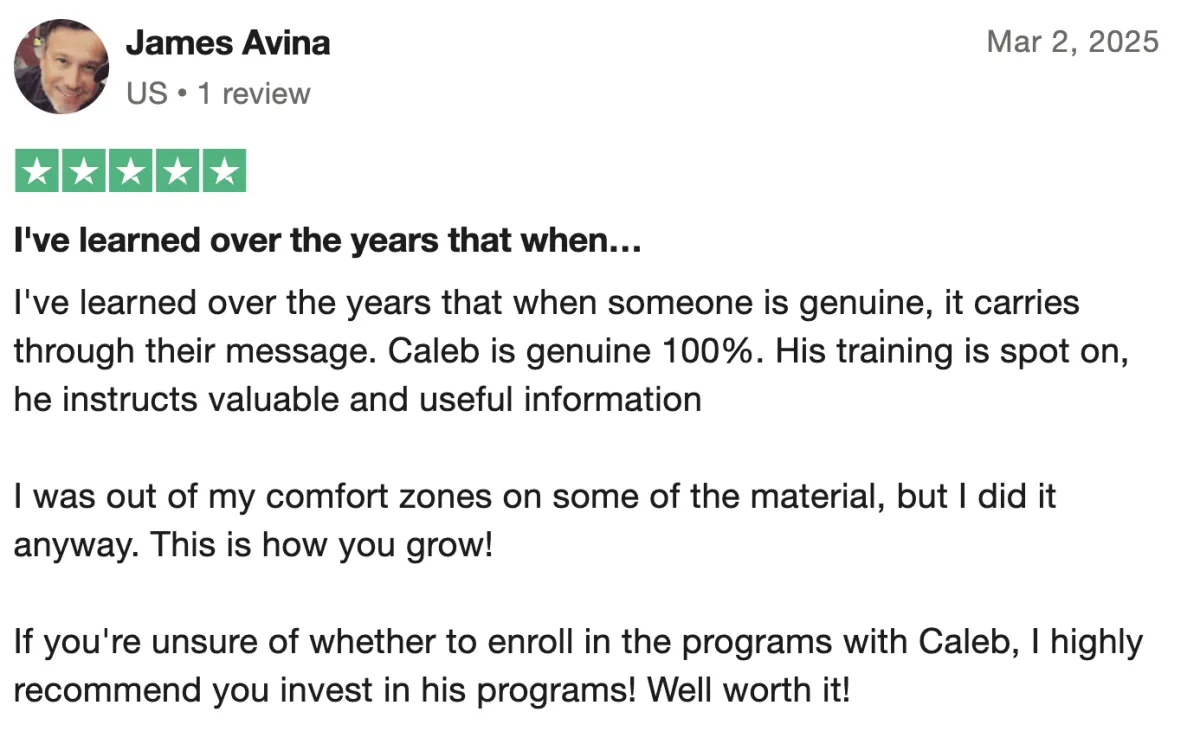 James Avina
Mar 2, 2025
US • 1 review
I've learned over the years that when...
I've learned over the years that when someone is genuine, it carries
through their message. Caleb is genuine 100%. His training is spot on,
he instructs valuable and useful information
I was out of my comfort zones on some of the material, but I did it
anyway. This is how you grow!
If you're unsure of whether to enroll in the programs with Caleb, I highly
recommend you invest in his programs! Well worth it!